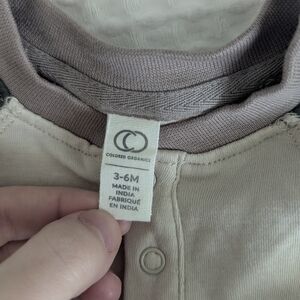 COLORED ORGANICS
3-6M
MADE IN
INDIA
FABRIQUÉ
EN INDIA